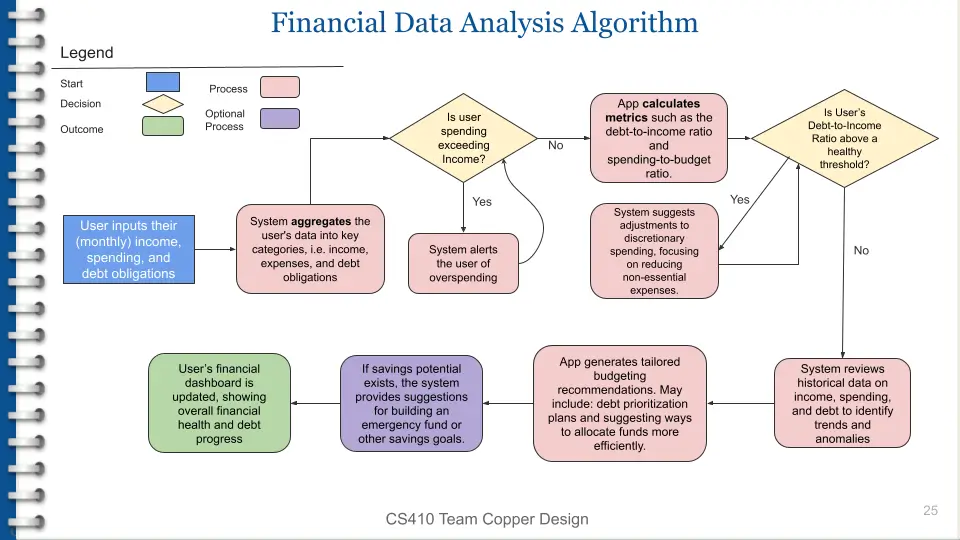 Financial Data Analysis Algorithm
Legend
Start
Decision
Outcome
Process
Optional
Process
User inputs their
(monthly) income,
spending, and
debt obligations
System aggregates the
user's data into key
categories, i.e. income,
expenses, and debt
obligations
Is user
spending
exceeding
Income?
Yes
No
System alerts
the user of
overspending
App calculates
metrics such as the
debt-to-income ratio
and
spending-to-budget
ratio.
Is User's
Debt-to-Income
Ratio above a
healthy
threshold?
Yes
No
System suggests
adjustments to
discretionary
spending, focusing
on reducing
non-essential
expenses.
System reviews
historical data on
income, spending,
and debt to identify
trends and
anomalies
App generates tailored
budgeting
recommendations. May
include: debt prioritization
plans and suggesting ways
to allocate funds more
efficiently.
If savings potential
exists, the system
provides suggestions
for building an
emergency fund or
other savings goals.
User's financial
dashboard is
updated, showing
overall financial
health and debt
progress
CS410 Team Copper Design
25